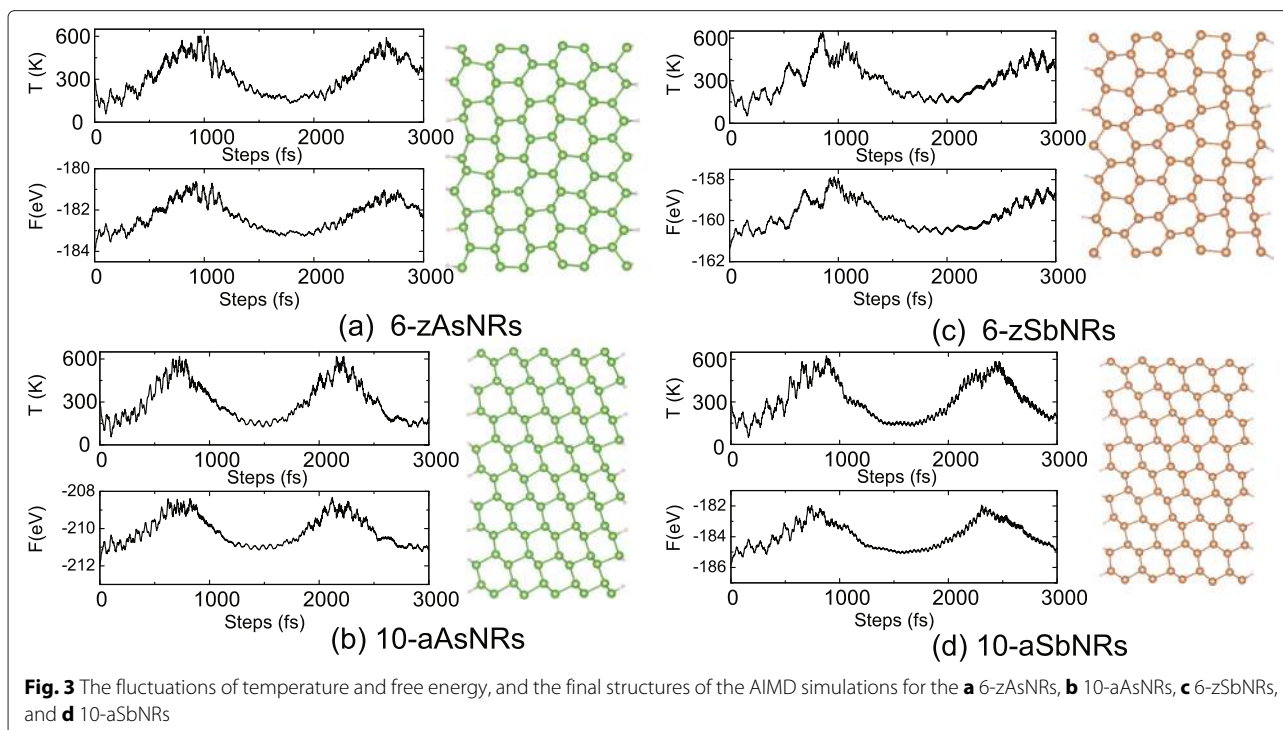 600
300
0
T (K)
0
1000
2000
3000
Steps (fs)
-180
-182
-184
F(eV)
0
1000
2000
3000
Steps (fs)
(a) 6-zAsNRs
600
300
0
T (K)
0
1000
2000
3000
Steps (fs)
-158
-160
-162
F(eV)
0
1000
2000
3000
Steps (fs)
(c) 6-zSbNRs
600
300
0
T (K)
0
1000
2000
3000
Steps (fs)
-208
-210
-212
F(eV)
0
1000
2000
3000
Steps (fs)
(b) 10-aAsNRs
600
300
0
T (K)
0
1000
2000
3000
Steps (fs)
-182
-184
-186
F(eV)
0
1000
2000
3000
Steps (fs)
(d) 10-aSbNRs
Fig. 3 The fluctuations of temperature and free energy, and the final structures of the AIMD simulations for the a 6-zAsNRs, b 10-aAsNRs, c 6-zSbNRs,
and d 10-aSbNRs